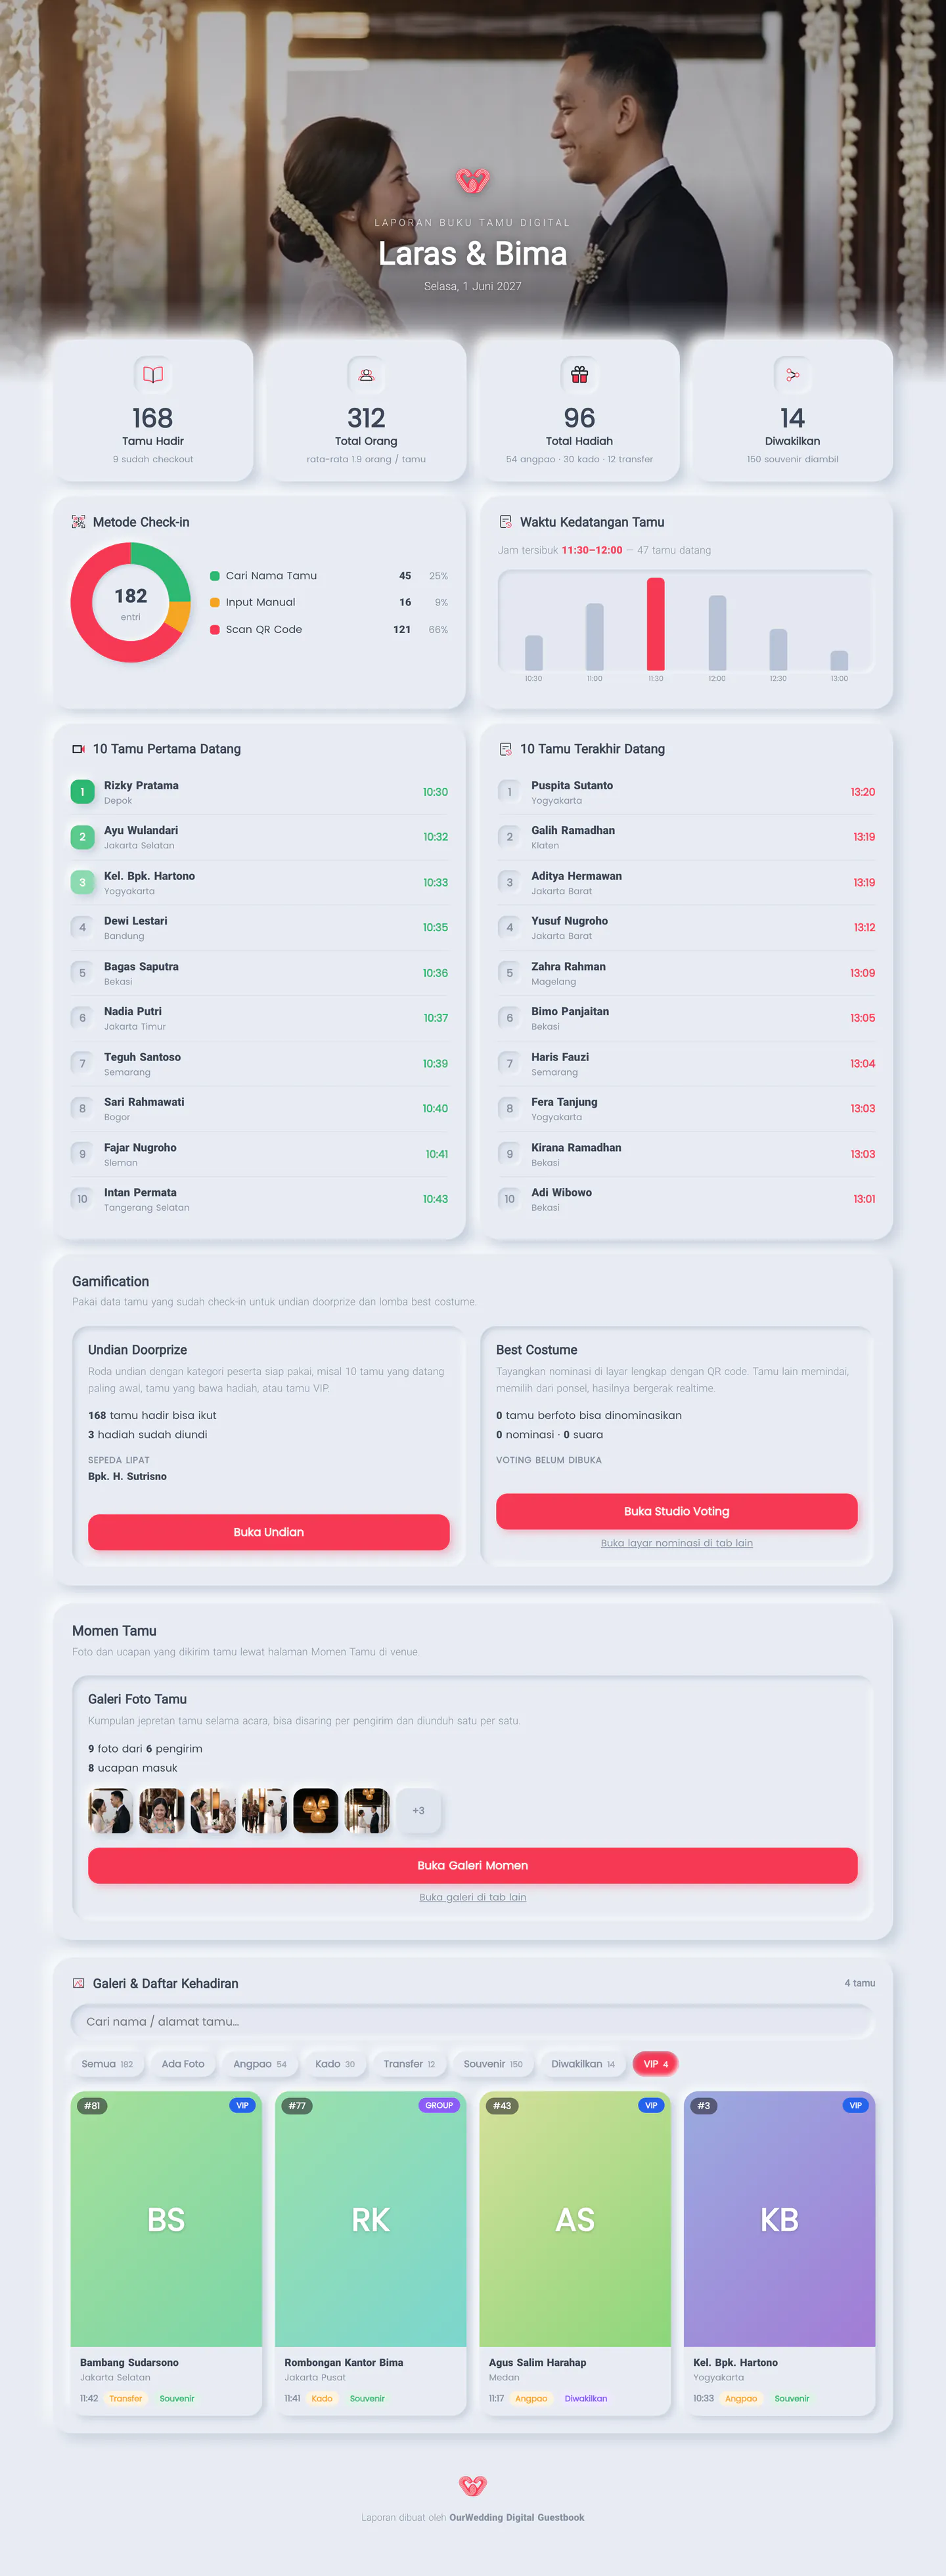 LAPORAN BUKU TAMU DIGITAL
Laras & Bima
Selasa, 1 Juni 2027
168
Tamu Hadir
9 sudah checkout
312
Total Orang
rata-rata 1.9 orang / tamu
96
Total Hadiah
54 angpao · 30 kado · 12 transfer
14
Diwakilkan
150 souvenir diambil
Metode Check-in
182
entri
Cari Nama Tamu 45 25%
Input Manual 16 9%
Scan QR Code 121 66%
Waktu Kedatangan Tamu
Jam tersibuk 11:30–12:00 — 47 tamu datang
10:30 11:00 11:30 12:00 12:30 13:00
10 Tamu Pertama Datang
1 Rizky Pratama 10:30
Depok
2 Ayu Wulandari 10:32
Jakarta Selatan
3 Kel. Bpk. Hartono 10:33
Yogyakarta
4 Dewi Lestari 10:35
Bandung
5 Bagas Saputra 10:36
Bekasi
6 Nadia Putri 10:37
Jakarta Timur
7 Teguh Santoso 10:39
Semarang
8 Sari Rahmawati 10:40
Bogor
9 Fajar Nugroho 10:41
Sleman
10 Intan Permata 10:43
Tangerang Selatan
10 Tamu Terakhir Datang
1 Puspita Sutanto 13:20
Yogyakarta
2 Galih Ramadhan 13:19
Klaten
3 Aditya Hermawan 13:19
Jakarta Barat
4 Yusuf Nugroho 13:12
Jakarta Barat
5 Zahra Rahman 13:09
Magelang
6 Bimo Panjaitan 13:05
Bekasi
7 Haris Fauzi 13:04
Semarang
8 Fera Tanjung 13:03
Yogyakarta
9 Kirana Ramadhan 13:03
Bekasi
10 Adi Wibowo 13:01
Bekasi
Gamification
Pakai data tamu yang sudah check-in untuk undian doorprize dan lomba best costume.
Undian Doorprize
Roda undian dengan kategori peserta siap pakai, misal 10 tamu yang datang
paling awal, tamu yang bawa hadiah, atau tamu VIP.
168 tamu hadir bisa ikut
3 hadiah sudah diundi
SEPEDA LIPAT
Bpk. H. Sutrisno
Buka Undian
Best Costume
Tayangkan nominasi di layar lengkap dengan QR code. Tamu lain memindai,
memilih dari ponsel, hasilnya bergerak realtime.
0 tamu berfoto bisa dinominasikan
0 nominasi · 0 suara
VOTING BELUM DIBUKA
Buka Studio Voting
Buka layar nominasi di tab lain
Momen Tamu
Foto dan ucapan yang dikirim tamu lewat halaman Momen Tamu di venue.
Galeri Foto Tamu
Kumpulan jepretan tamu selama acara, bisa disaring per pengirim dan diunduh satu per satu.
9 foto dari 6 pengirim
8 ucapan masuk
+3
Buka Galeri Momen
Buka galeri di tab lain
Galeri & Daftar Kehadiran
4 tamu
Cari nama / alamat tamu...
Semua 182 Ada Foto Angpao 54 Kado 30 Transfer 12 Souvenir 150 Diwakilkan 14 VIP 4
#81 VIP
BS
Bambang Sudarsono
Jakarta Selatan
11:42 Transfer Souvenir
#77 GROUP
RK
Rombongan Kantor Bima
Jakarta Pusat
11:41 Kado Souvenir
#43 VIP
AS
Agus Salim Harahap
Medan
11:17 Angpao Diwakilkan
#3 VIP
KB
Kel. Bpk. Hartono
Yogyakarta
10:33 Angpao Souvenir
Laporan dibuat oleh OurWedding Digital Guestbook